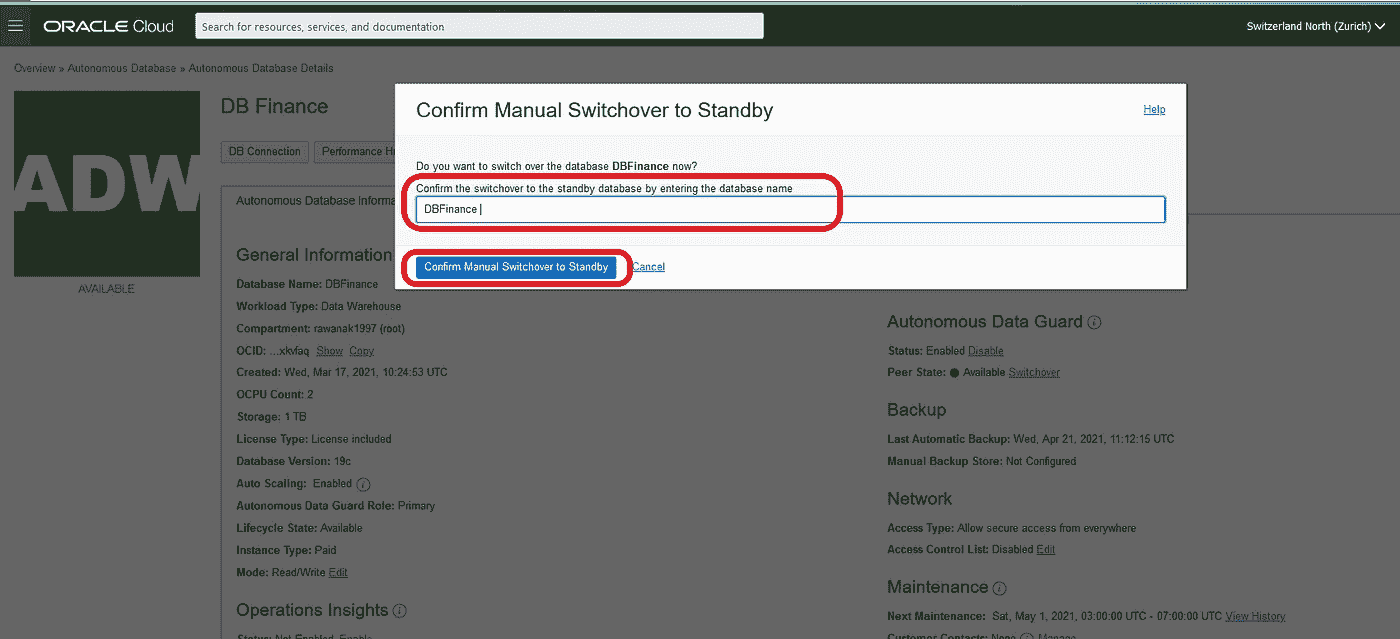 ORACLE Cloud
Search for resources, services, and documentation
Switzerland North (Zurich)
Overview » Autonomous Database » Autonomous Database Details
ADW
AVAILABLE
DB Finance
DB Connection
Performance H
Autonomous Database Informa
Confirm Manual Switchover to Standby
Help
Do you want to switch over the database DBFinance now?
Confirm the switchover to the standby database by entering the database name
DBFinance
Confirm Manual Switchover to Standby
Cancel
General Information
Database Name: DBFinance
Workload Type: Data Warehouse
Compartment: rawanak1997 (root)
OCID: ...xkvfaq Show Copy
Created: Wed, Mar 17, 2021, 10:24:53 UTC
OCPU Count: 2
Storage: 1 TB
License Type: License included
Database Version: 19c
Auto Scaling: Enabled
Autonomous Data Guard Role: Primary
Lifecycle State: Available
Instance Type: Paid
Mode: Read/Write Edit
Operations Insights
Status: Not Enabled Enable
Autonomous Data Guard
Status: Enabled Disable
Peer State: Available Switchover
Backup
Last Automatic Backup: Wed, Apr 21, 2021, 11:12:15 UTC
Manual Backup Store: Not Configured
Network
Access Type: Allow secure access from everywhere
Access Control List: Disabled Edit
Maintenance
Next Maintenance: Sat, May 1, 2021, 03:00:00 UTC - 07:00:00 UTC View History
Customer Contacts: None Manage